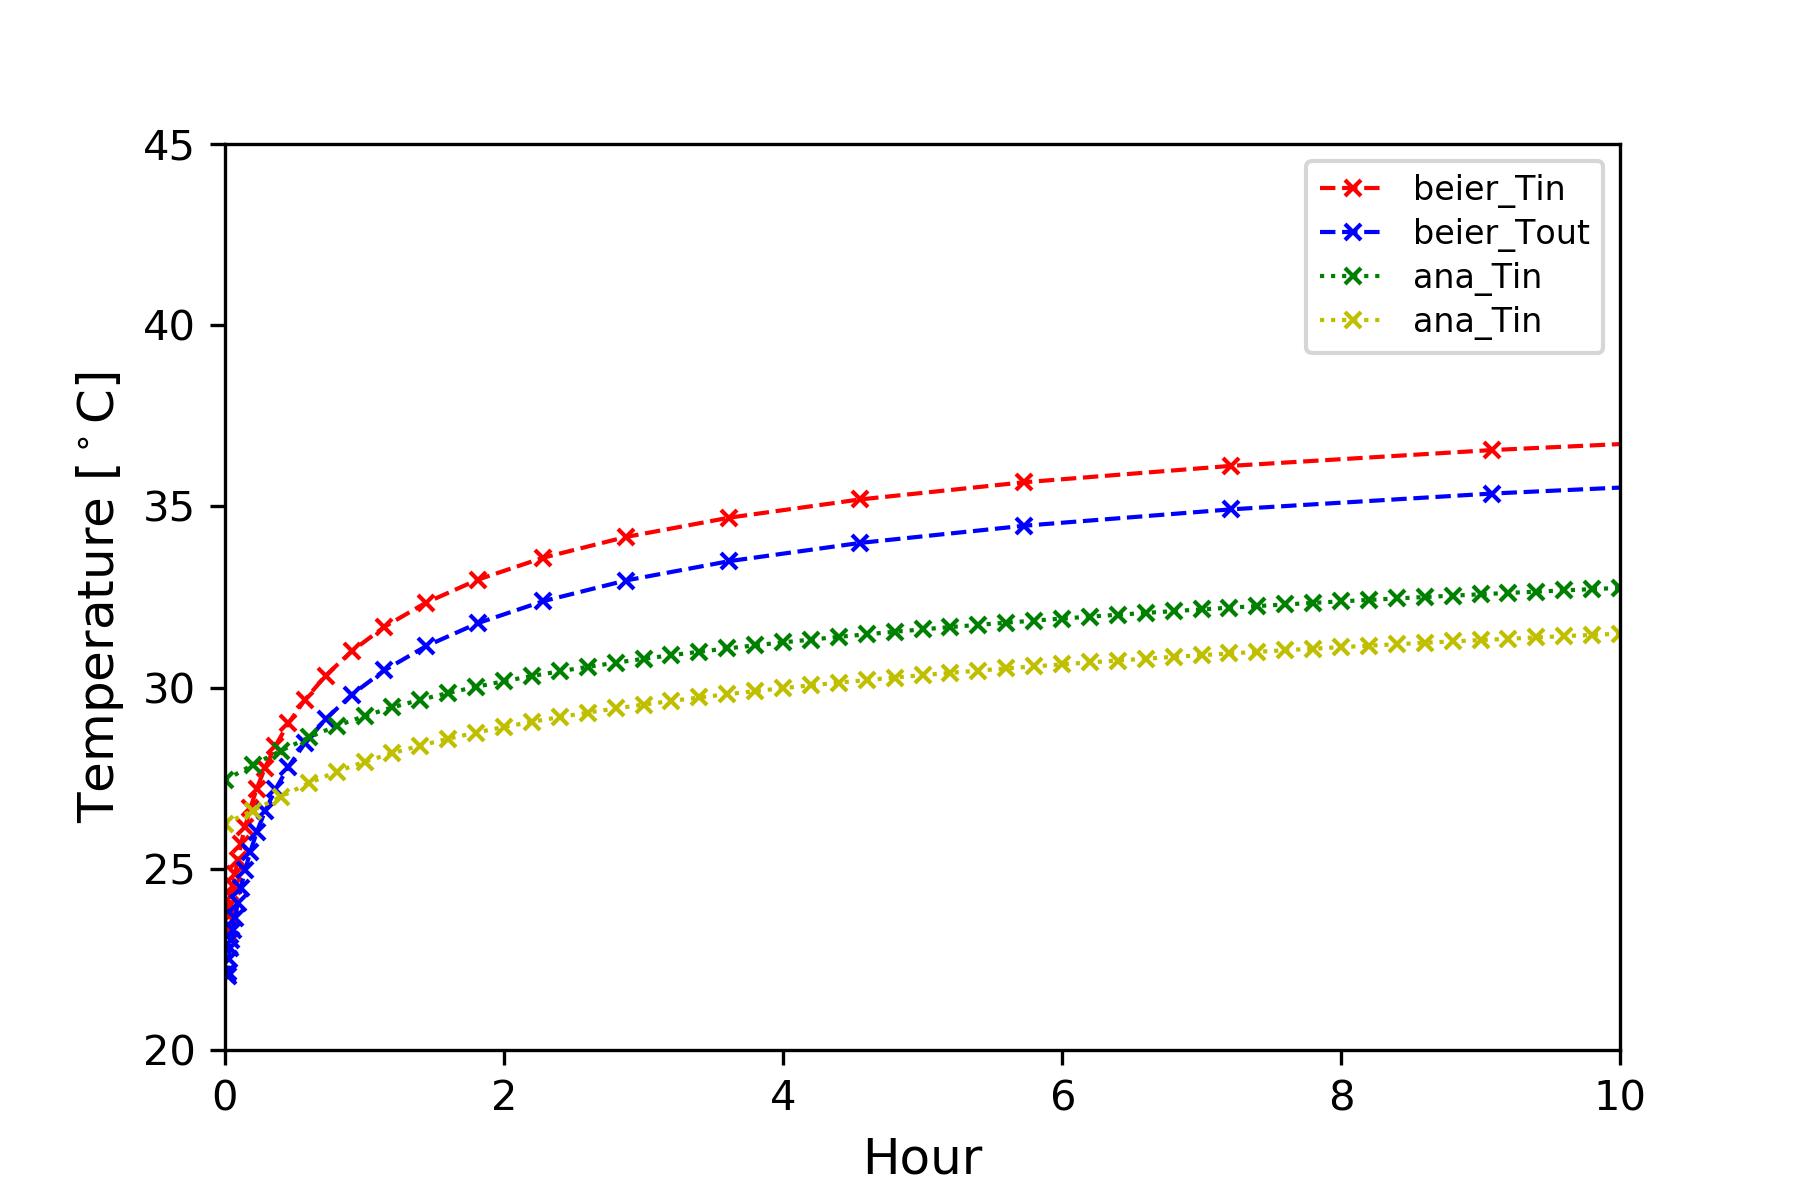 45
40
35
30
25
20
0 2 4 6 8 10
Temperature [°C]
Hour
beier_Tin
beier_Tout
ana_Tin
ana_Tin